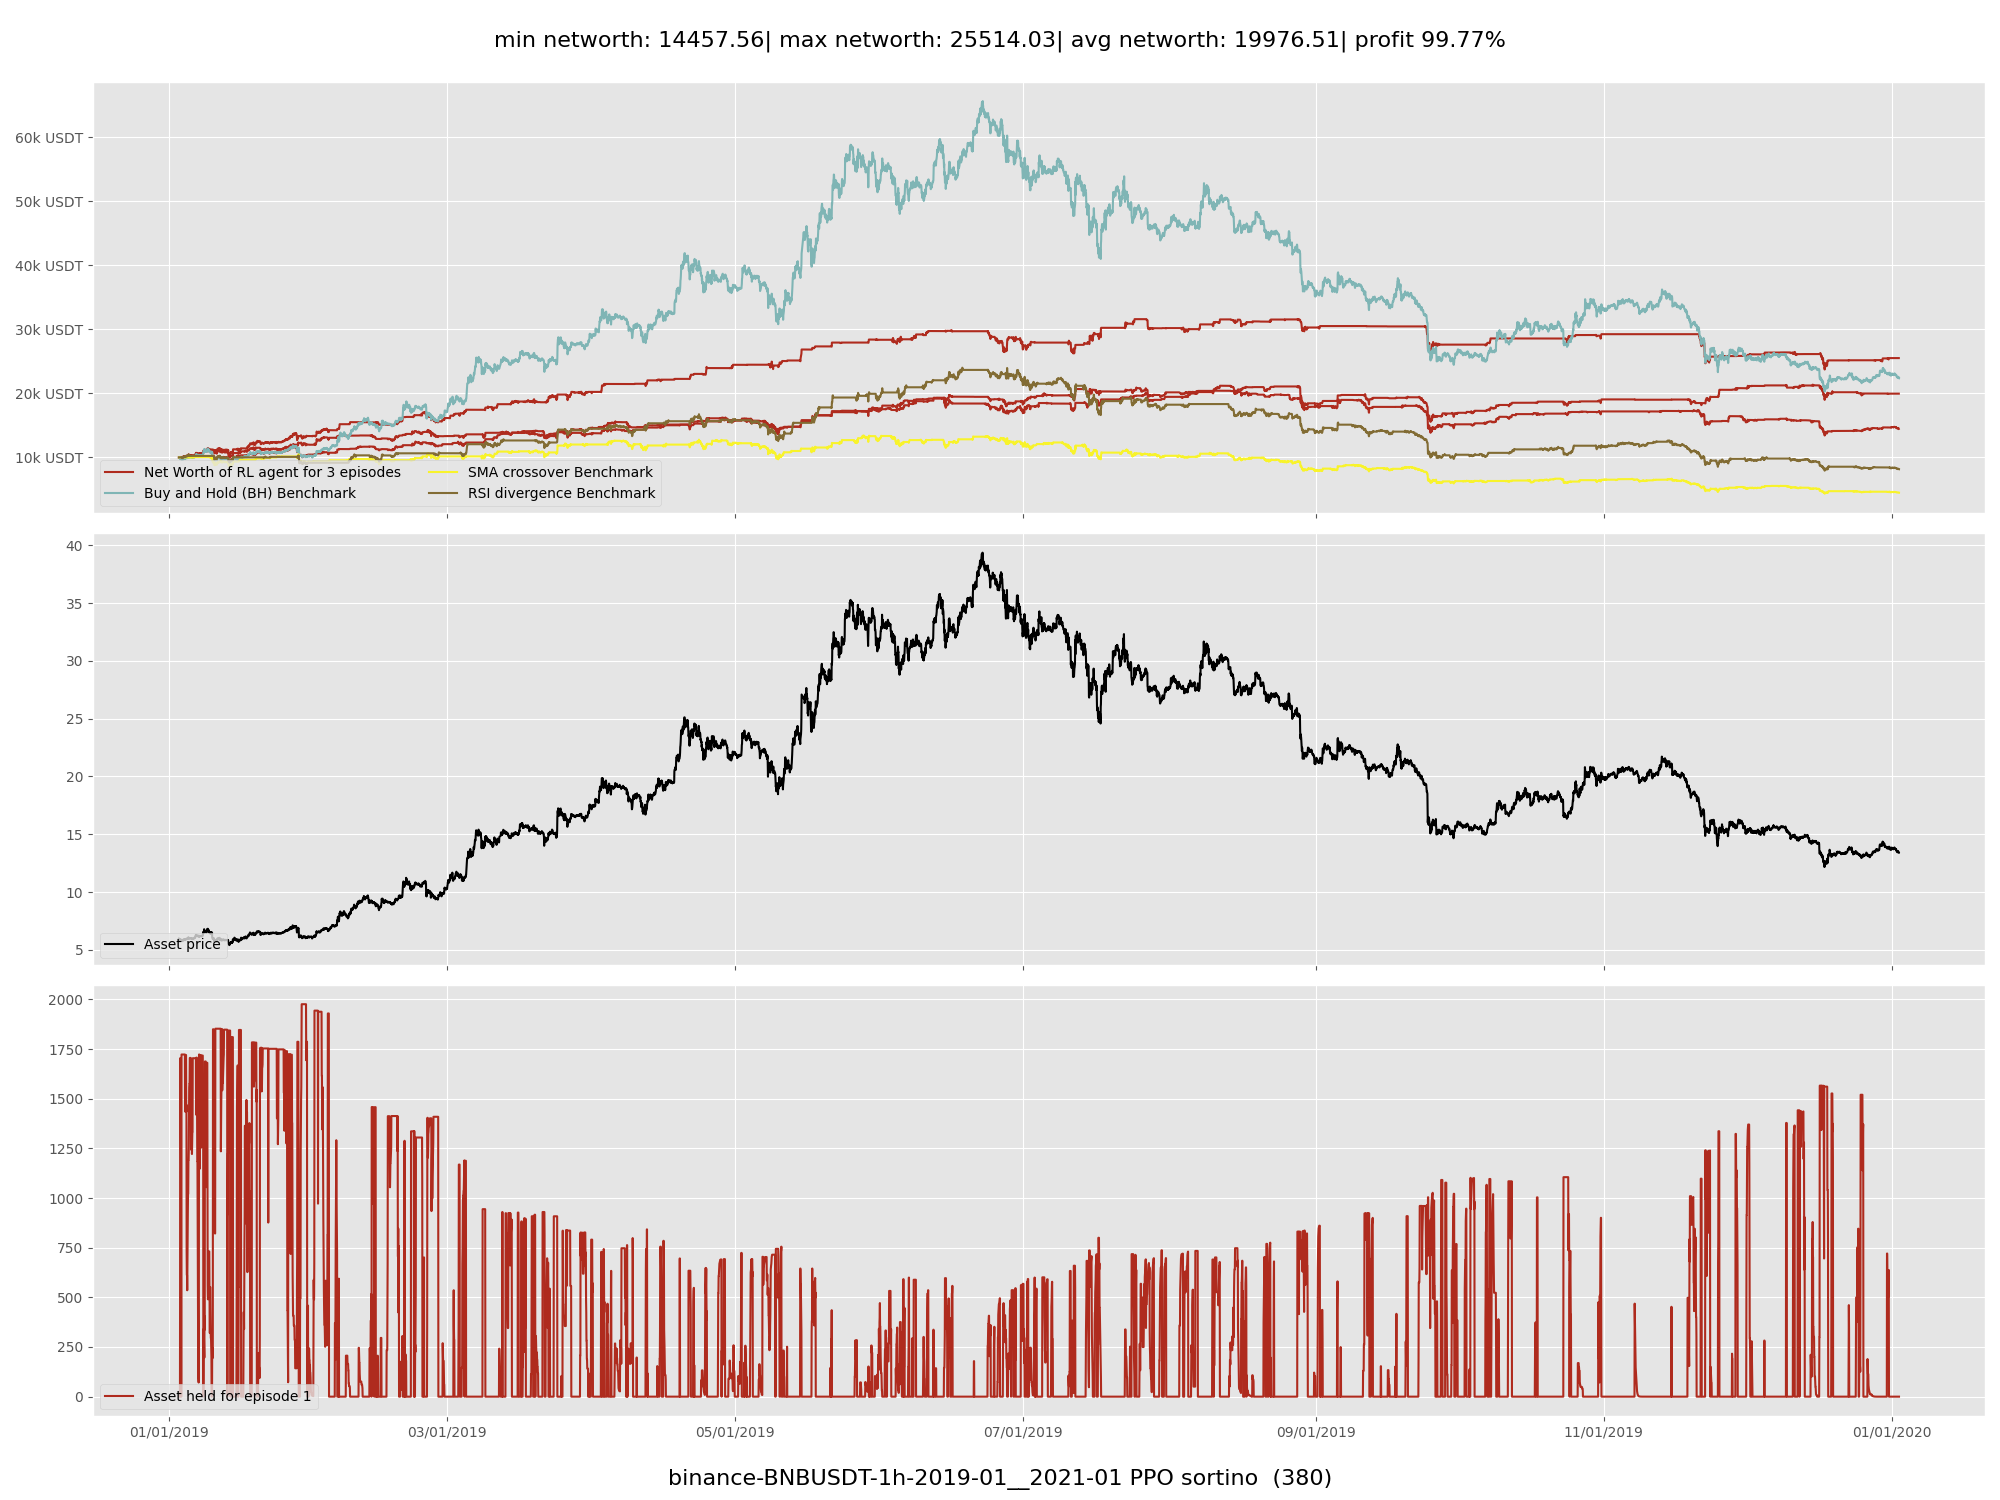 min networth: 14457.56| max networth: 25514.03| avg networth: 19976.51| profit 99.77%
60k USDT
50k USDT
40k USDT
30k USDT
20k USDT
10k USDT
Net Worth of RL agent for 3 episodes
Buy and Hold (BH) Benchmark
SMA crossover Benchmark
RSI divergence Benchmark
40
35
30
25
20
15
10
5
Asset price
2000
1750
1500
1250
1000
750
500
250
0
Asset held for episode 1
01/01/2019 03/01/2019 05/01/2019 07/01/2019 09/01/2019 11/01/2019 01/01/2020
binance-BNBUSDT-1h-2019-01__2021-01 PPO sortino (380)